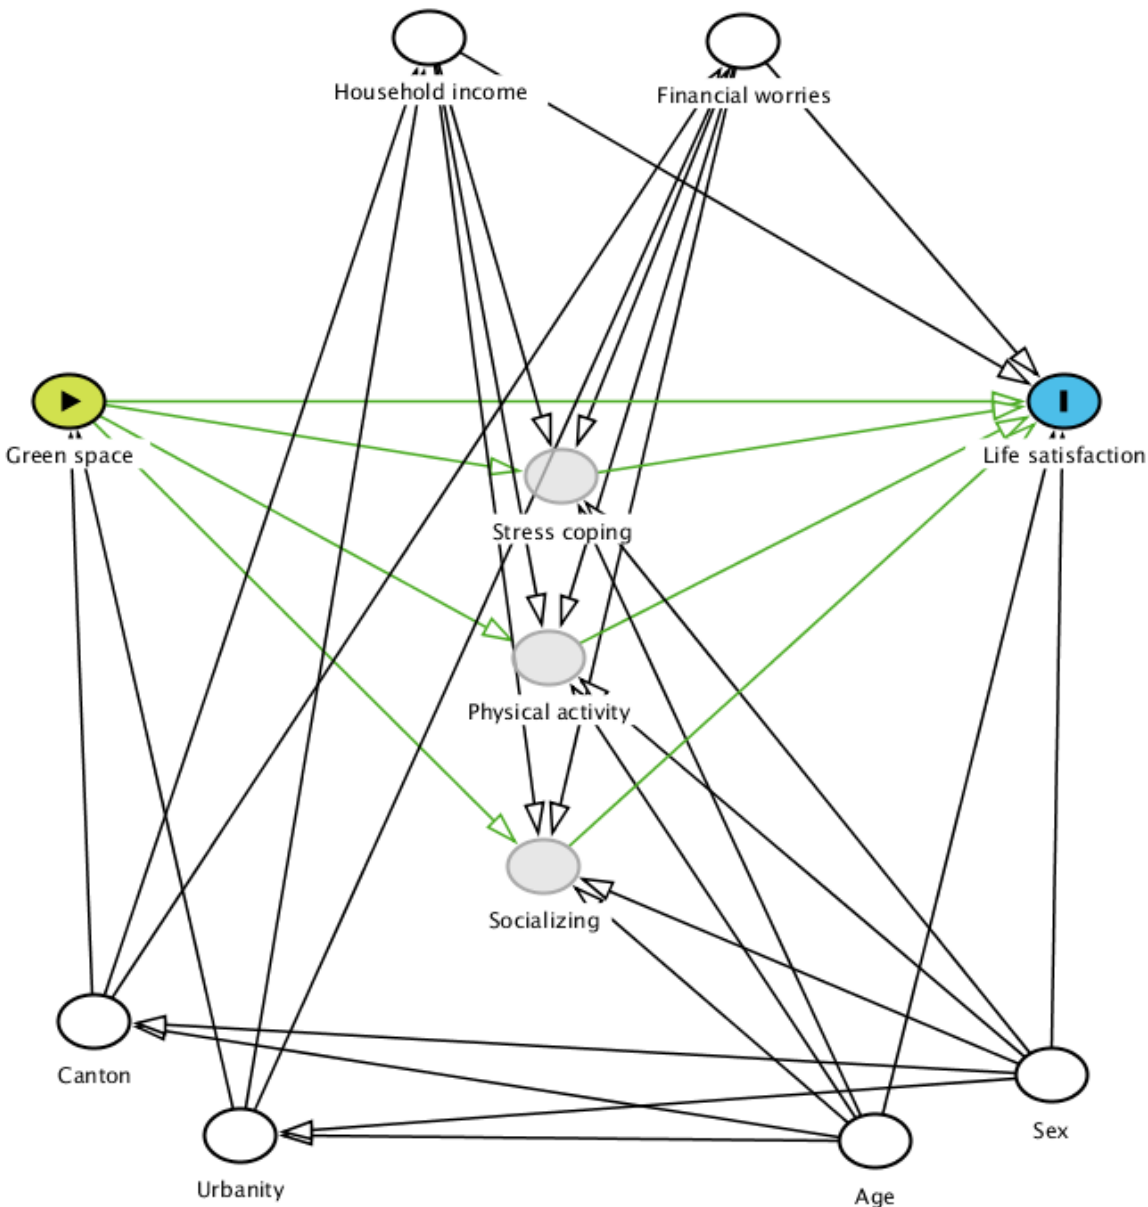 Household income
Financial worries
Green space
Life satisfaction
Stress coping
Physical activity
Socializing
Canton
Sex
Urbanity
Age